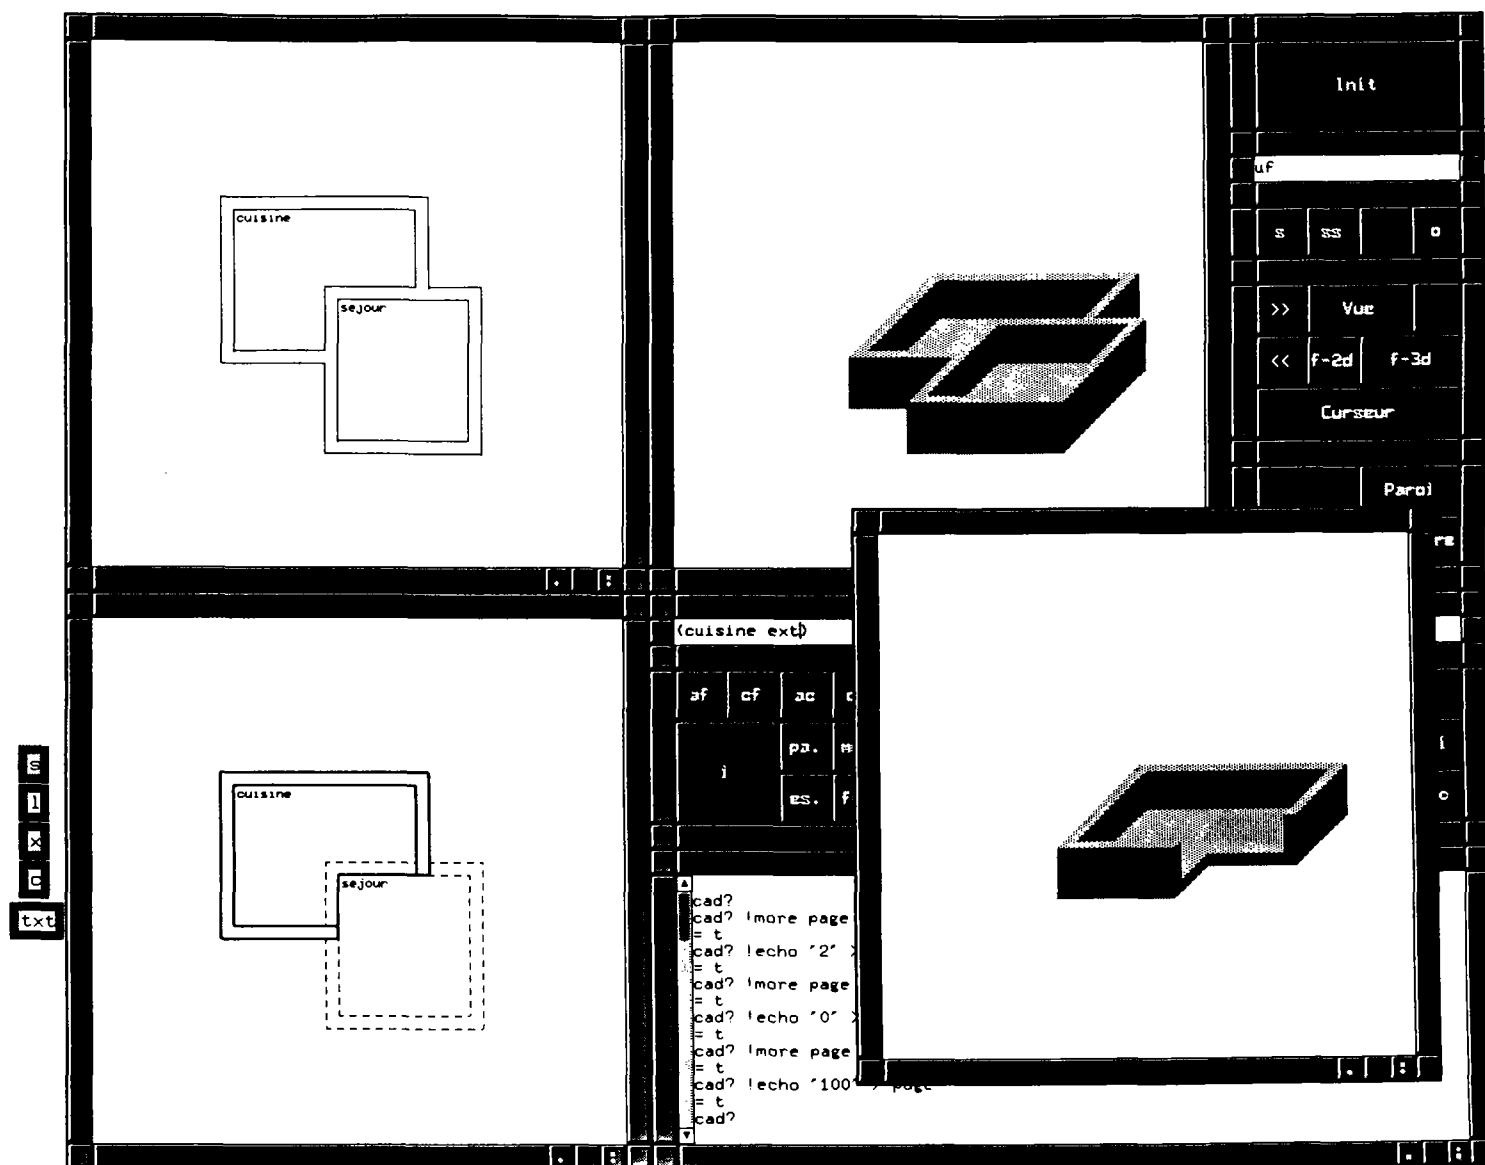 cuisine
sejour
Init
uf
s ss o
>> Vue
<< f-2d f-3d
Curseur
Paroi
re
cuisine
sejour
s
l
x
c
txt
(cuisine ext)
af cf ac c
pa. m
i
es. f
i
o
cad?
cad? !more page
= t
cad? !echo "2" >
= t
cad? !more page
= t
cad? !echo "0" >
= t
cad? !more page
= t
cad? !echo "100" > page
= t
cad?